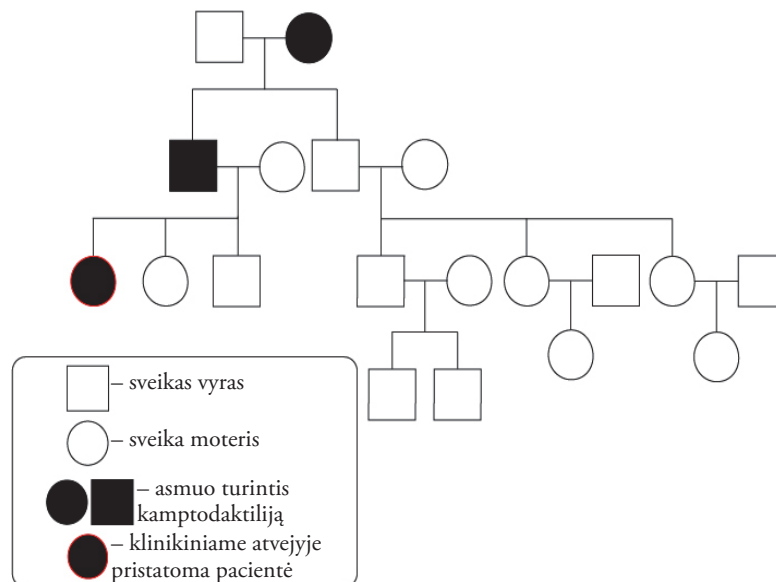 – sveikas vyras
– sveika moteris
– asmuo turintis
kamptodaktiliją
– klinikiniame atvejyje
pristatoma pacientė